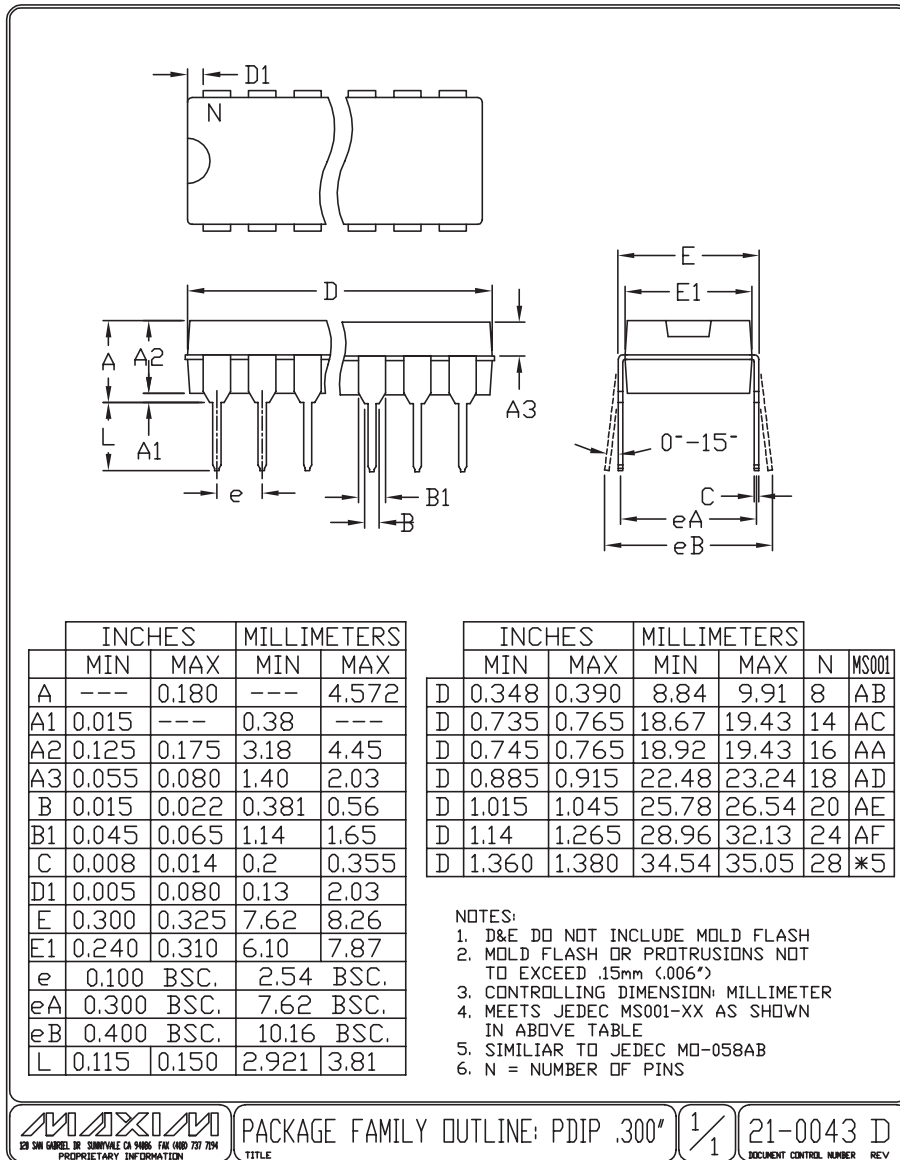 D1
N
D
E
E1
A
A2
A3
L
A1
0°-15°
e
B1
B
C
eA
eB
INCHES MILLIMETERS
MIN MAX MIN MAX
A --- 0.180 --- 4.572
A1 0.015 --- 0.38 ---
A2 0.125 0.175 3.18 4.45
A3 0.055 0.080 1.40 2.03
B 0.015 0.022 0.381 0.56
B1 0.045 0.065 1.14 1.65
C 0.008 0.014 0.2 0.355
D1 0.005 0.080 0.13 2.03
E 0.300 0.325 7.62 8.26
E1 0.240 0.310 6.10 7.87
e 0.100 BSC. 2.54 BSC.
eA 0.300 BSC. 7.62 BSC.
eB 0.400 BSC. 10.16 BSC.
L 0.115 0.150 2.921 3.81
INCHES MILLIMETERS
MIN MAX MIN MAX N MS001
D 0.348 0.390 8.84 9.91 8 AB
D 0.735 0.765 18.67 19.43 14 AC
D 0.745 0.765 18.92 19.43 16 AA
D 0.885 0.915 22.48 23.24 18 AD
D 1.015 1.045 25.78 26.54 20 AE
D 1.14 1.265 28.96 32.13 24 AF
D 1.360 1.380 34.54 35.05 28 *5
NOTES:
1. D&E DO NOT INCLUDE MOLD FLASH
2. MOLD FLASH OR PROTRUSIONS NOT
TO EXCEED .15mm (.006")
3. CONTROLLING DIMENSION: MILLIMETER
4. MEETS JEDEC MS001-XX AS SHOWN
IN ABOVE TABLE
5. SIMILIAR TO JEDEC MO-058AB
6. N = NUMBER OF PINS
MAXIM
120 SAN GABRIEL DR SUNNYVALE CA 94086 FAX (408) 737 7194
PROPRIETARY INFORMATION
PACKAGE FAMILY OUTLINE: PDIP .300"
TITLE
1/1
21-0043 D
DOCUMENT CONTROL NUMBER REV